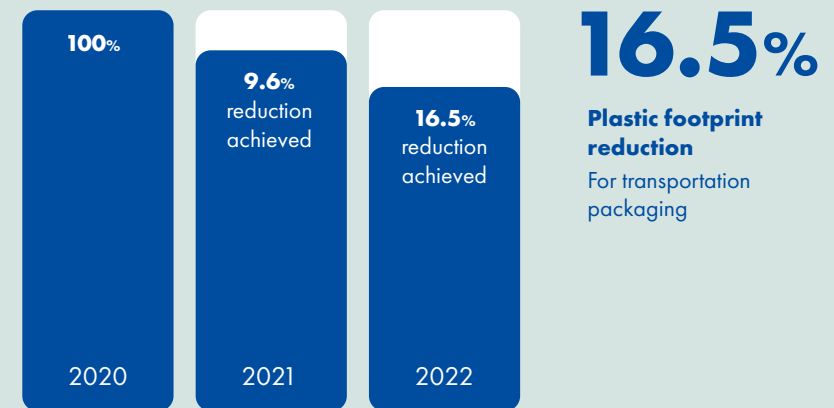 100%
9.6%
reduction
achieved
16.5%
reduction
achieved
2020
2021
2022
16.5%
Plastic footprint
reduction
For transportation
packaging